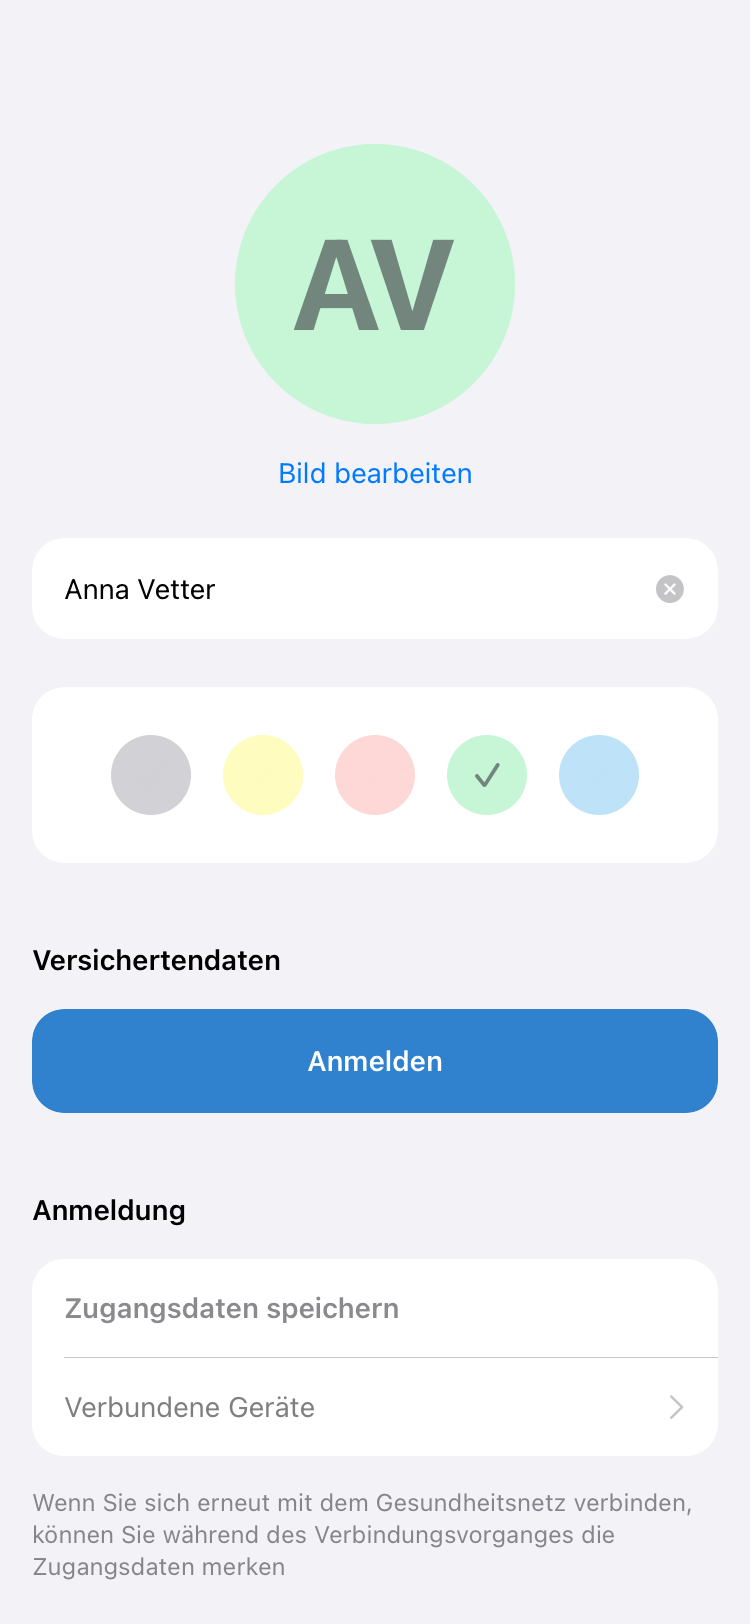 AV
Bild bearbeiten
Anna Vetter
Versichertendaten
Anmelden
Anmeldung
Zugangsdaten speichern
Verbundene Geräte
Wenn Sie sich erneut mit dem Gesundheitsnetz verbinden,
können Sie während des Verbindungsvorganges die
Zugangsdaten merken